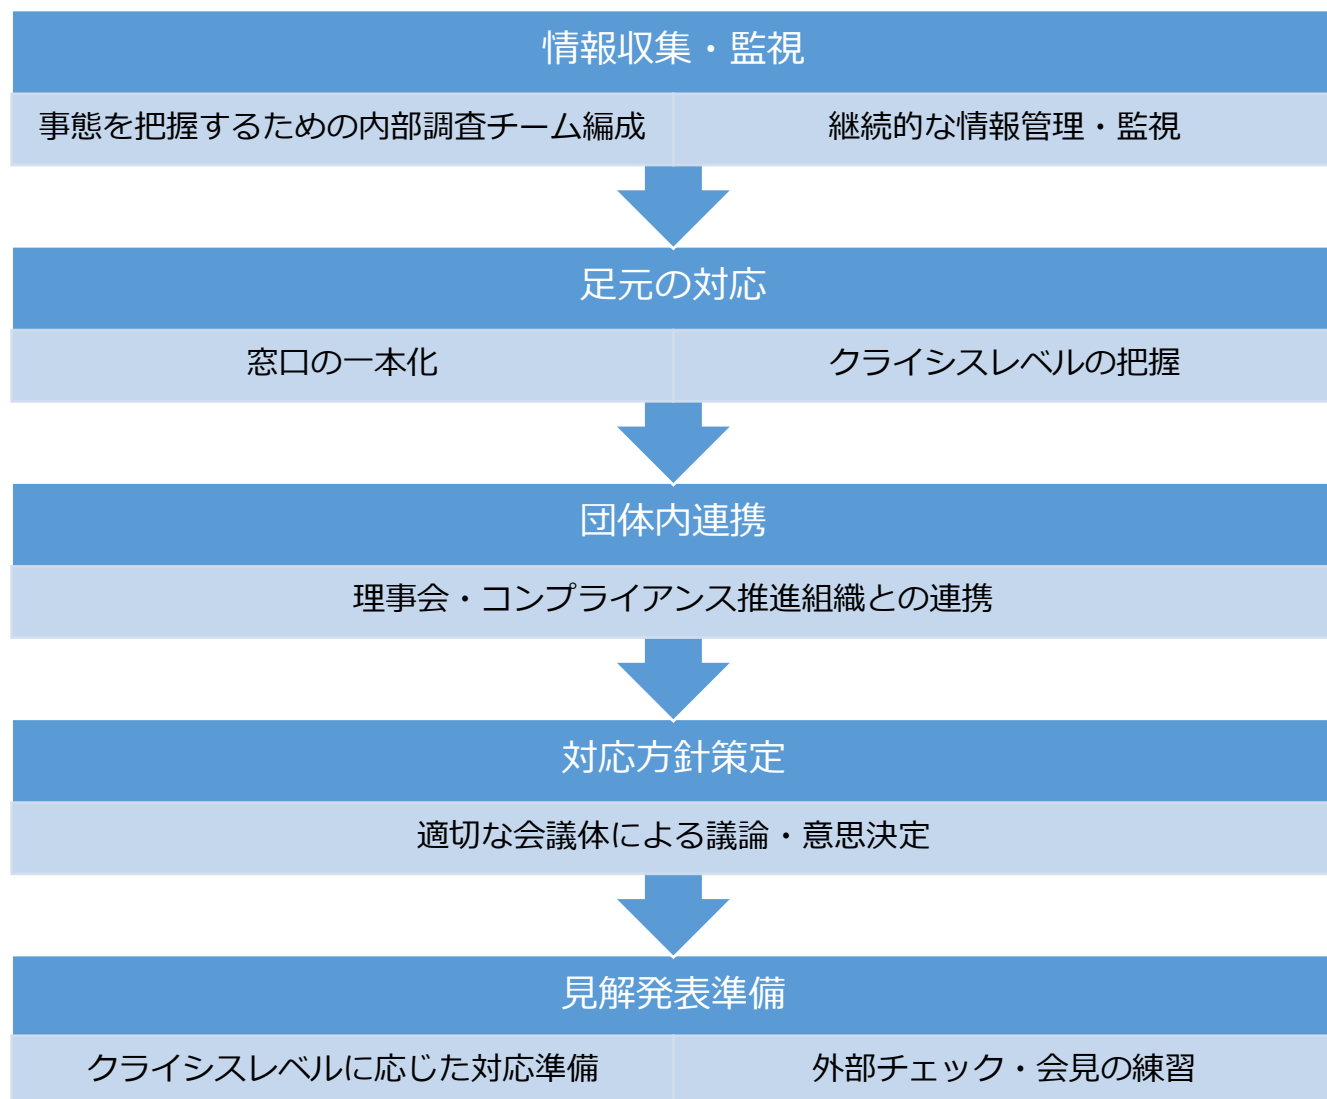 情報収集・監視
事態を把握するための内部調査チーム編成
継続的な情報管理・監視
足元の対応
窓口の一本化
クライシスレベルの把握
団体内連携
理事会・コンプライアンス推進組織との連携
対応方針策定
適切な会議体による議論・意思決定
見解発表準備
クライシスレベルに応じた対応準備
外部チェック・会見の練習